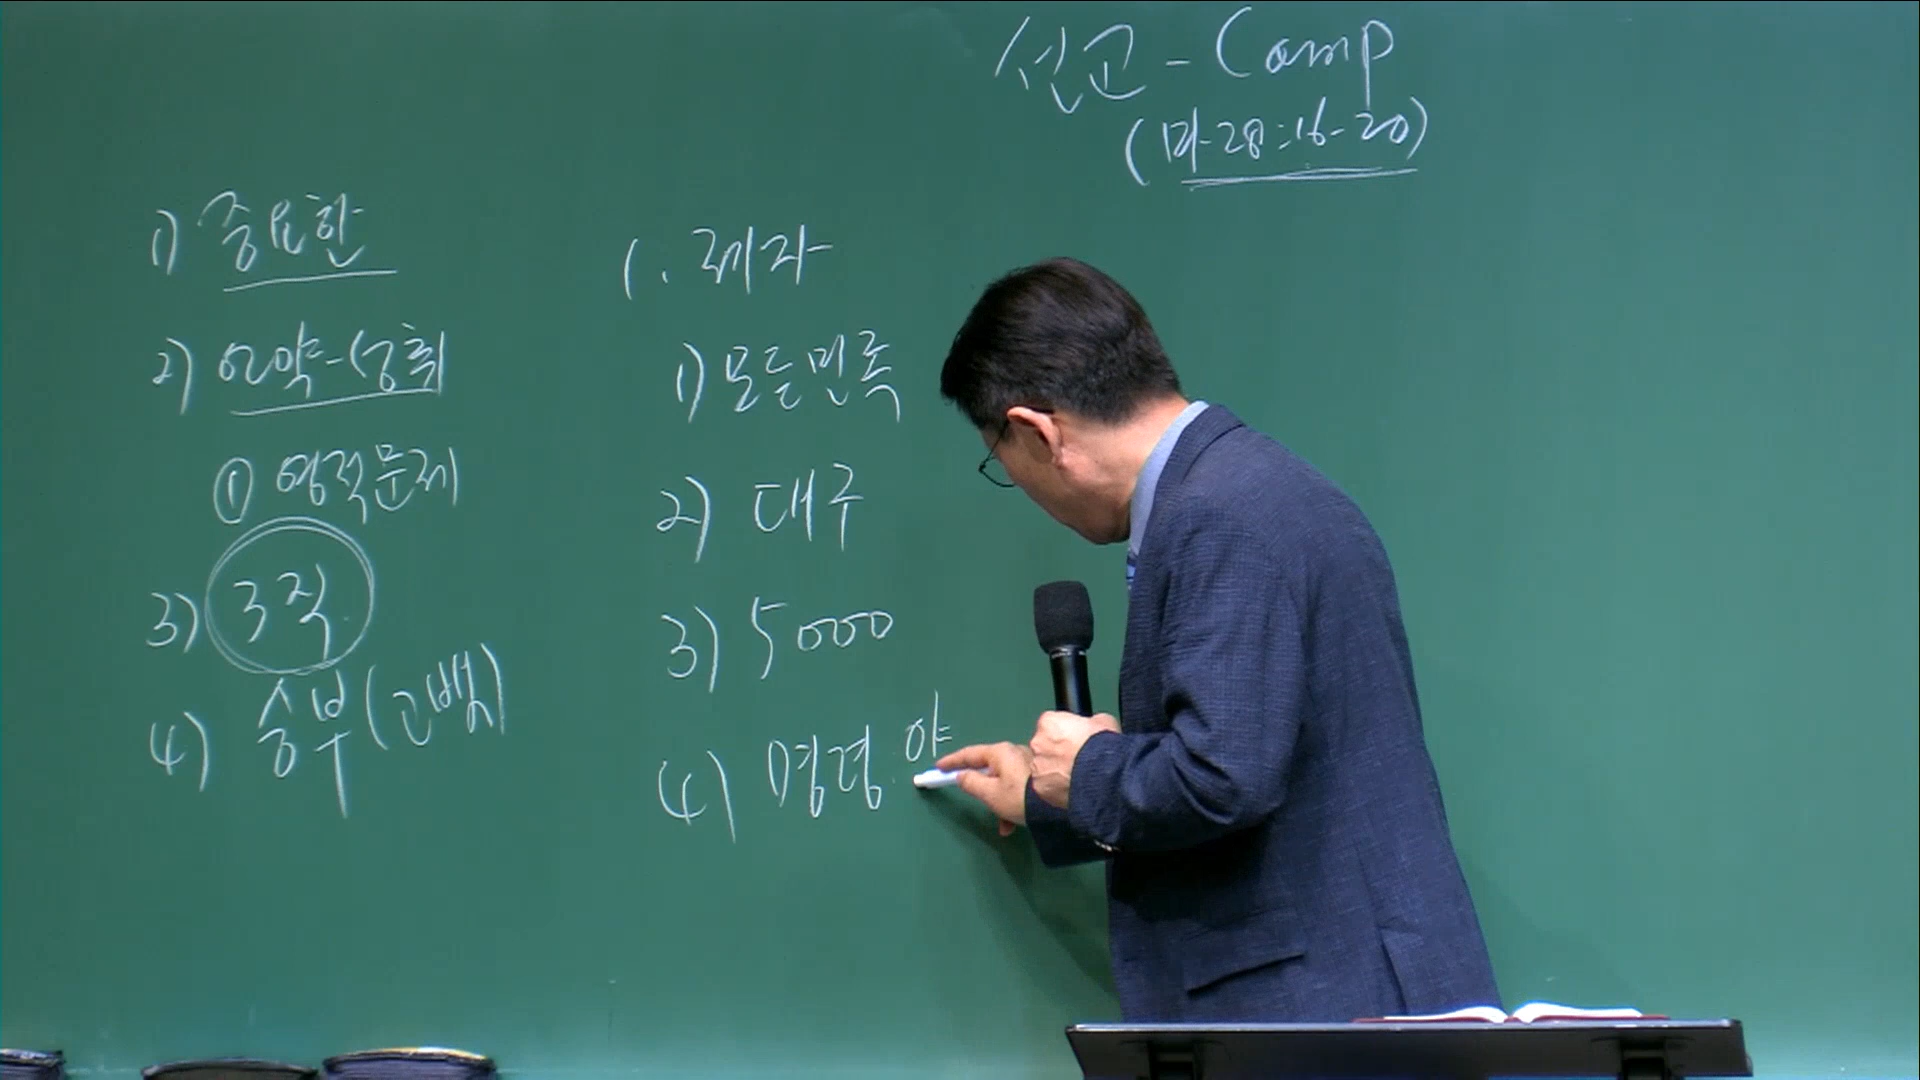 선교 - Camp
(마 28:16-20)
1) 중요한
2) 언약-성취
① 영적문제
3) 3직
4) 승부(고백)
1. 제자
1) 모든민족
2) 대구
3) 5000
4) 명령. 약